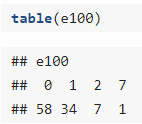 table(e100)
## e100
##  0  1  2  7
## 58 34  7  1